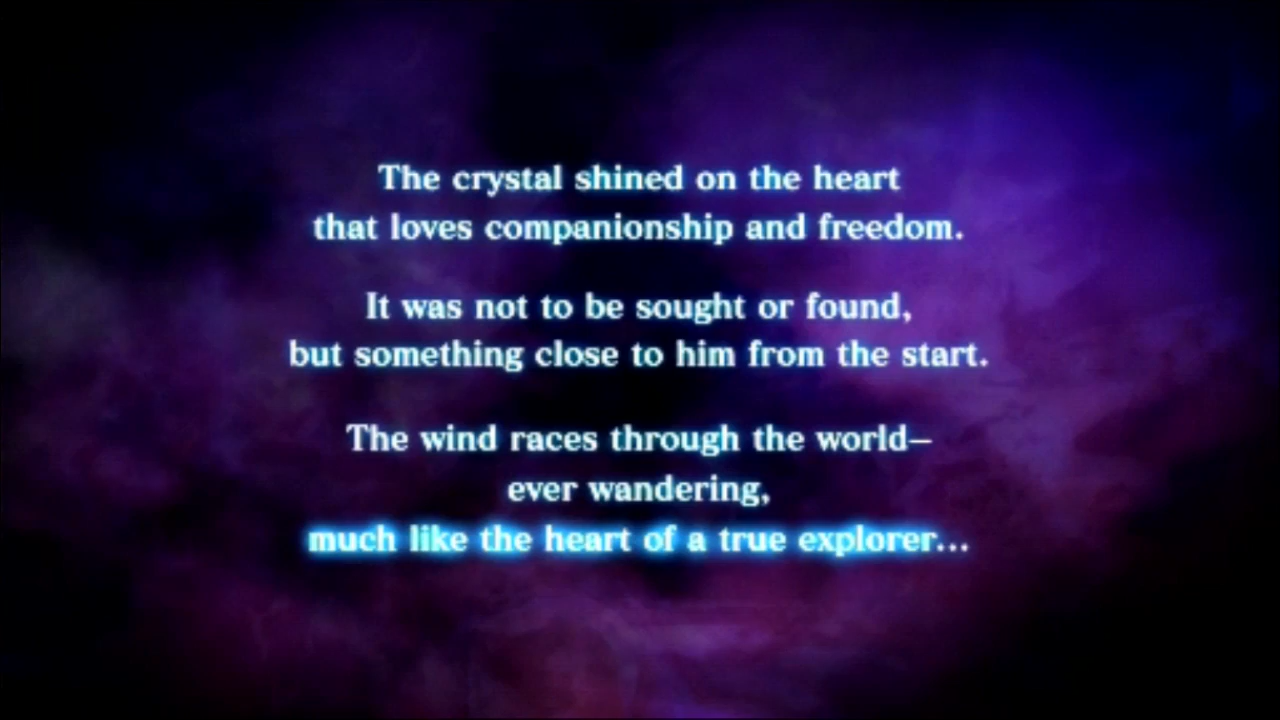 The crystal shined on the heart
that loves companionship and freedom.
It was not to be sought or found,
but something close to him from the start.
The wind races through the world–
ever wandering,
much like the heart of a true explorer...